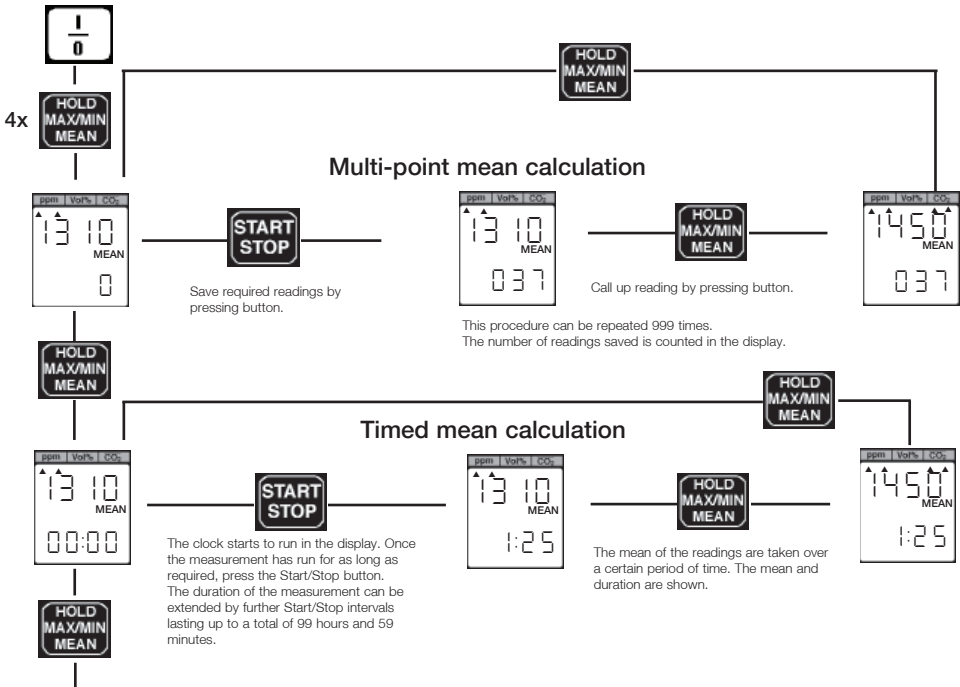 I
0
HOLD
MAX/MIN
MEAN
4x
HOLD
MAX/MIN
MEAN
Multi-point mean calculation
ppm Vol% CO₂
1310
MEAN
0
START
STOP
Save required readings by
pressing button.
ppm Vol% CO₂
1310
MEAN
037
This procedure can be repeated 999 times.
The number of readings saved is counted in the display.
HOLD
MAX/MIN
MEAN
Call up reading by pressing button.
ppm Vol% CO₂
1450
MEAN
037
HOLD
MAX/MIN
MEAN
HOLD
MAX/MIN
MEAN
Timed mean calculation
ppm Vol% CO₂
1310
MEAN
00:00
START
STOP
The clock starts to run in the display. Once
the measurement has run for as long as
required, press the Start/Stop button.
The duration of the measurement can be
extended by further Start/Stop intervals
lasting up to a total of 99 hours and 59
minutes.
ppm Vol% CO₂
1310
MEAN
1:25
HOLD
MAX/MIN
MEAN
The mean of the readings are taken over
a certain period of time. The mean and
duration are shown.
ppm Vol% CO₂
1450
MEAN
1:25
HOLD
MAX/MIN
MEAN